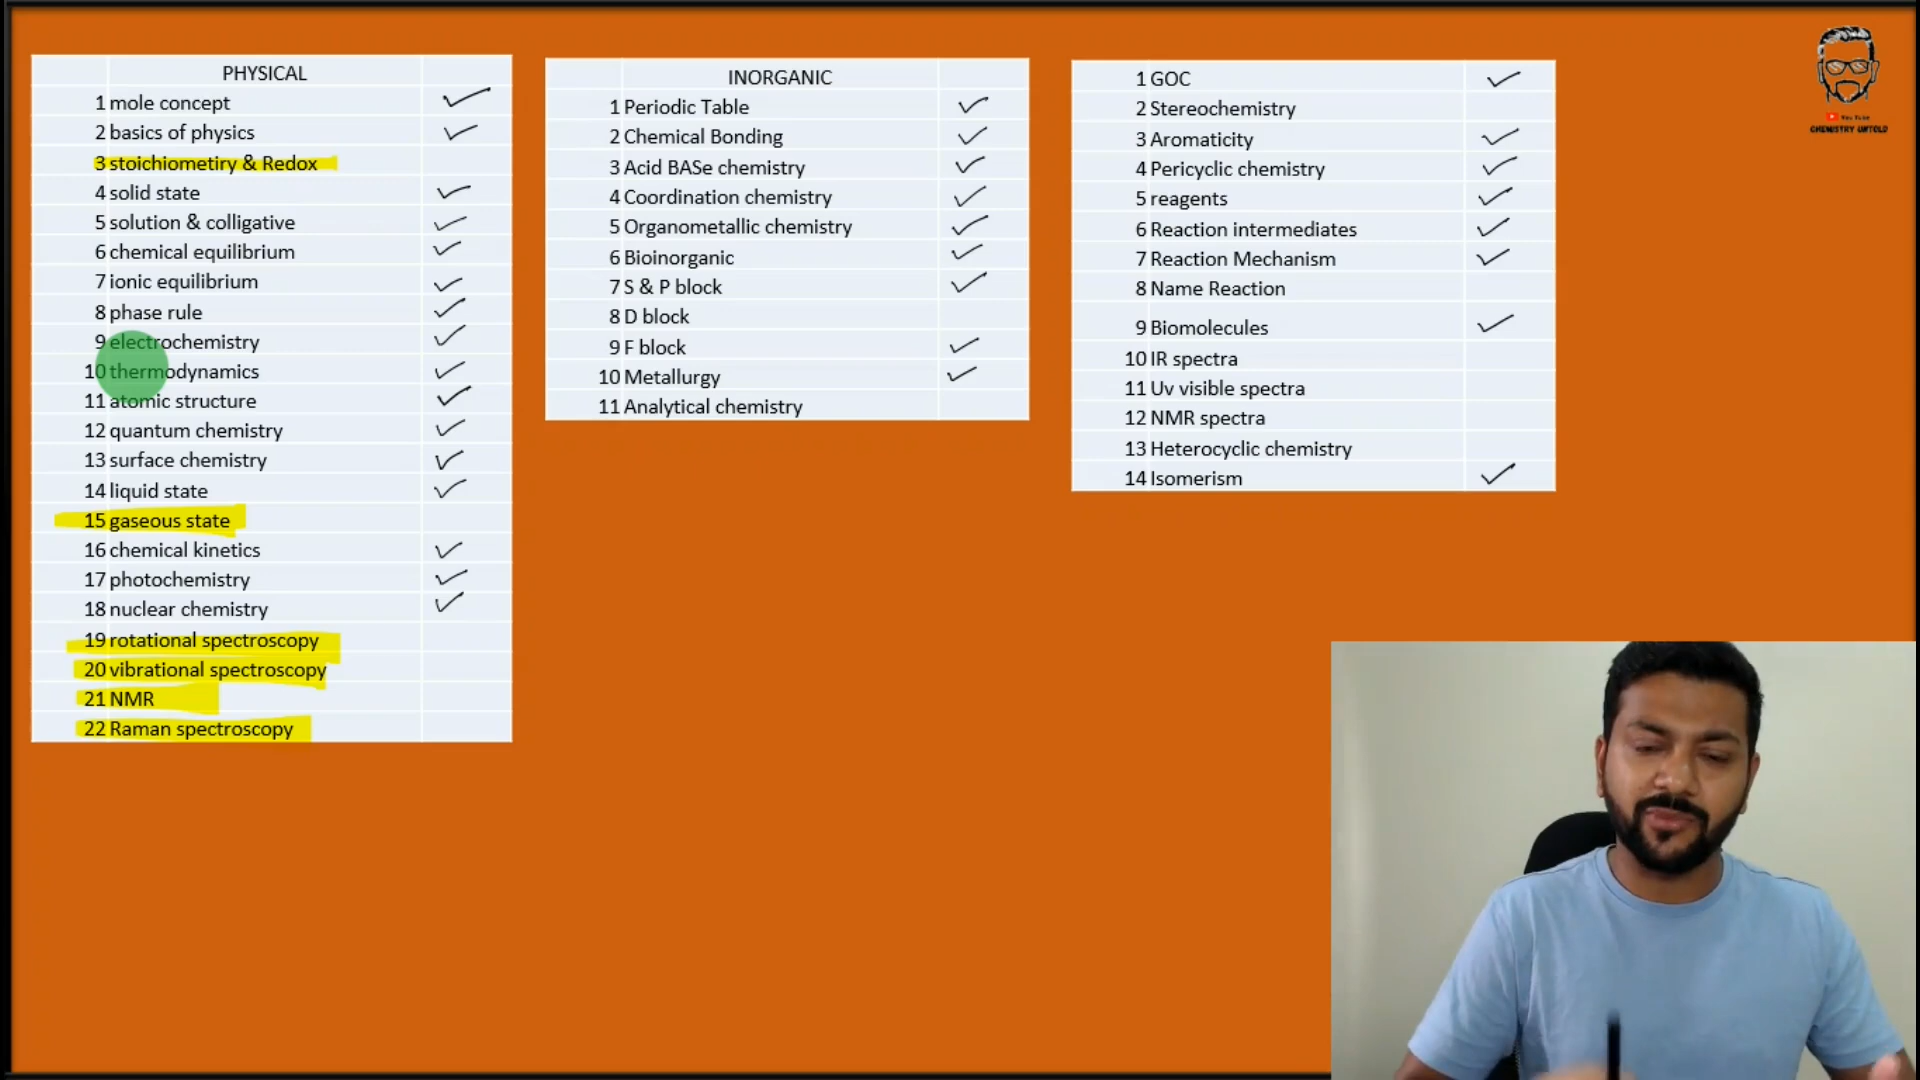 PHYSICAL
1 mole concept
2 basics of physics
3 stoichiometiry & Redox
4 solid state
5 solution & colligative
6 chemical equilibrium
7 ionic equilibrium
8 phase rule
9 electrochemistry
10 thermodynamics
11 atomic structure
12 quantum chemistry
13 surface chemistry
14 liquid state
15 gaseous state
16 chemical kinetics
17 photochemistry
18 nuclear chemistry
19 rotational spectroscopy
20 vibrational spectroscopy
21 NMR
22 Raman spectroscopy
INORGANIC
1 Periodic Table
2 Chemical Bonding
3 Acid BASe chemistry
4 Coordination chemistry
5 Organometallic chemistry
6 Bioinorganic
7 S & P block
8 D block
9 F block
10 Metallurgy
11 Analytical chemistry
1 GOC
2 Stereochemistry
3 Aromaticity
4 Pericyclic chemistry
5 reagents
6 Reaction intermediates
7 Reaction Mechanism
8 Name Reaction
9 Biomolecules
10 IR spectra
11 Uv visible spectra
12 NMR spectra
13 Heterocyclic chemistry
14 Isomerism
YouTube
CHEMISTRY UNTOLD